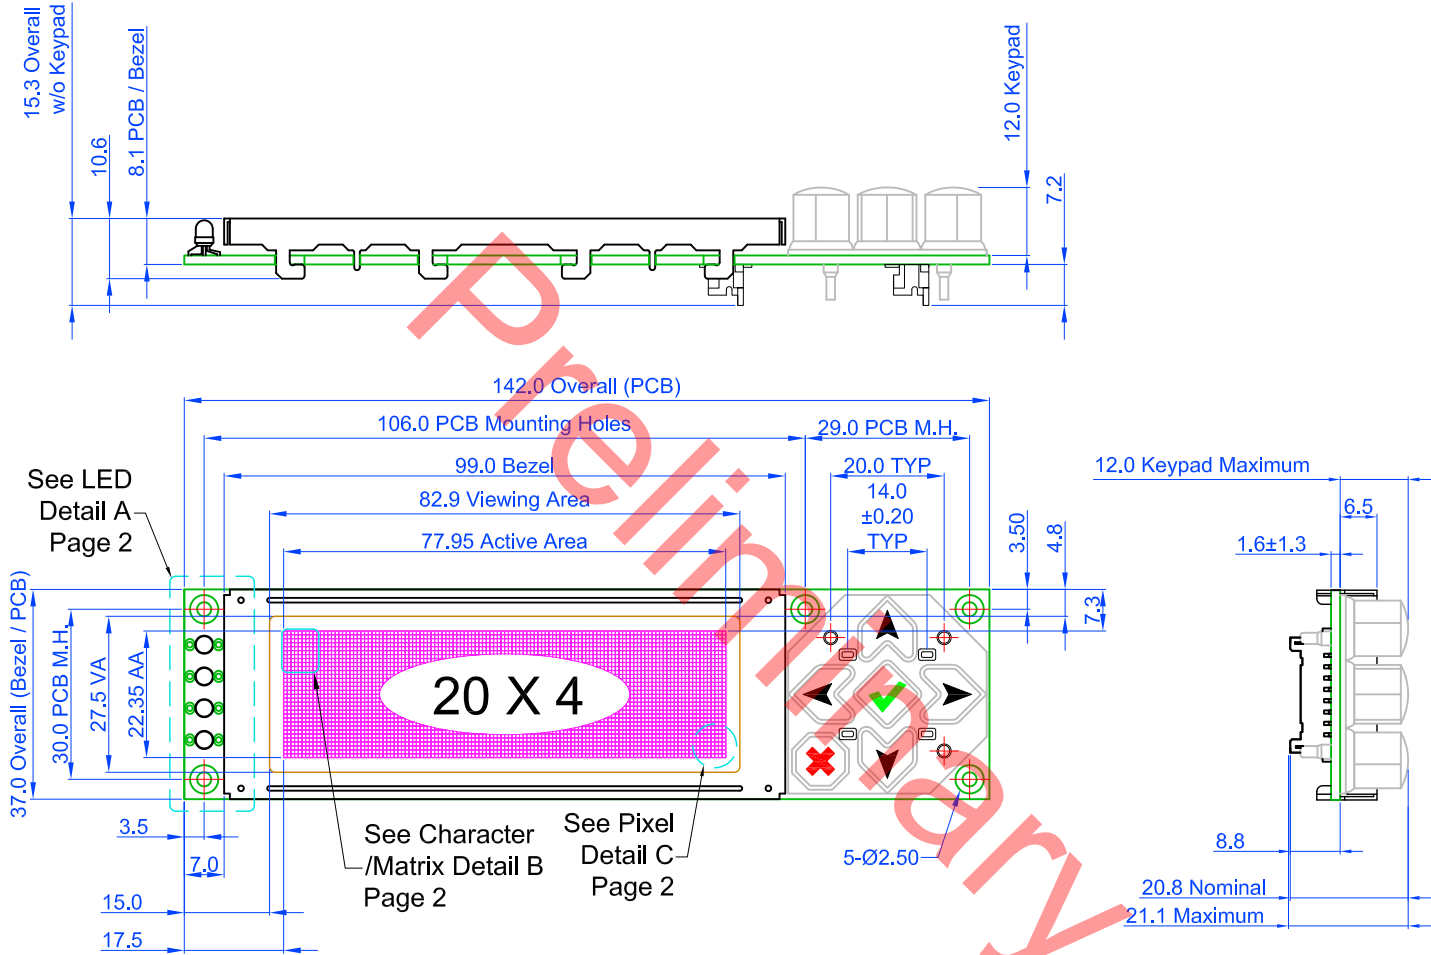 15.3 Overall
w/o Keypad
10.6
8.1 PCB / Bezel
12.0 Keypad
7.2
Preliminary
142.0 Overall (PCB)
106.0 PCB Mounting Holes
29.0 PCB M.H.
99.0 Bezel
20.0 TYP
82.9 Viewing Area
14.0
±0.20
TYP
77.95 Active Area
3.50
4.8
7.3
See LED
Detail A
Page 2
37.0 Overall (Bezel / PCB)
30.0 PCB M.H.
27.5 VA
22.35 AA
20 X 4
3.5
7.0
15.0
17.5
See Character
/Matrix Detail B
Page 2
See Pixel
Detail C
Page 2
5-Ø2.50
12.0 Keypad Maximum
6.5
1.6±1.3
8.8
20.8 Nominal
21.1 Maximum